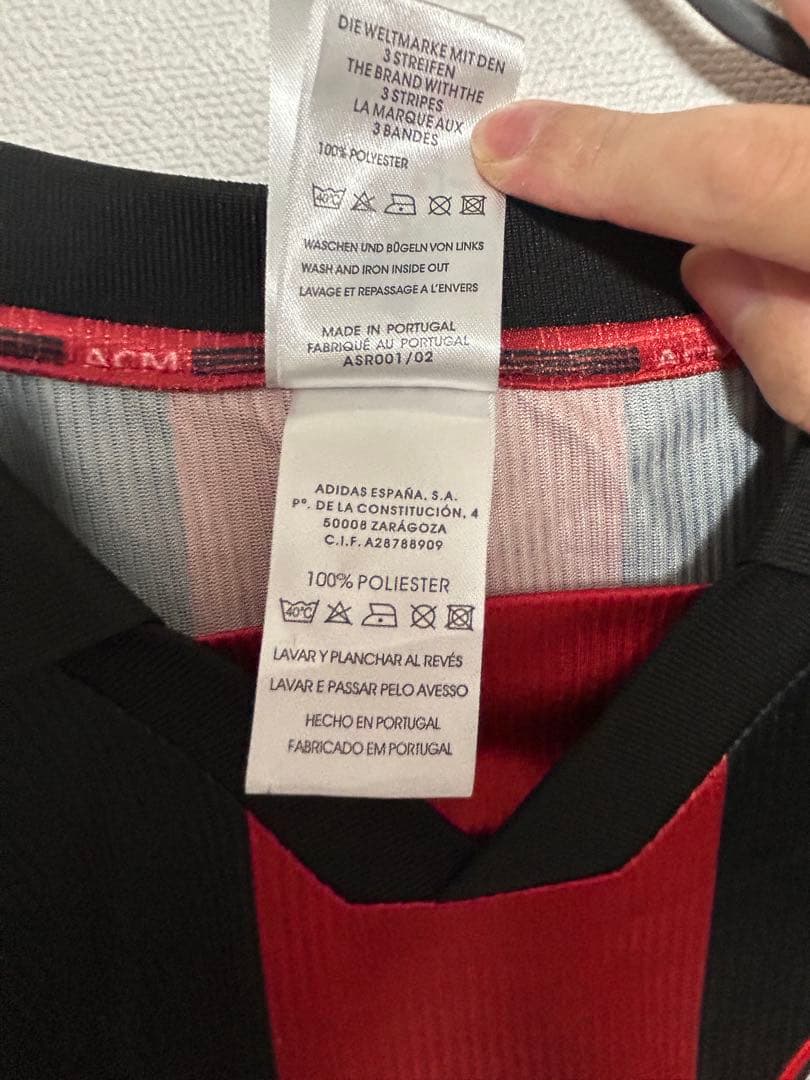 DIE WELTMARKE MIT DEN
3 STREIFEN
THE BRAND WITH THE
3 STRIPES
LA MARQUE AUX
3 BANDES
100% POLYESTER
40°C
WASCHEN UND BÜGELN VON LINKS
WASH AND IRON INSIDE OUT
LAVAGE ET REPASSAGE A L'ENVERS
MADE IN PORTUGAL
FABRIQUÉ AU PORTUGAL
ASR001/02
ACM
ADIDAS ESPAÑA, S.A.
Pº. DE LA CONSTITUCIÓN, 4
50008 ZARÁGOZA
C.I.F. A28788909
100% POLIESTER
40°C
LAVAR Y PLANCHAR AL REVÉS
LAVAR E PASSAR PELO AVESSO
HECHO EN PORTUGAL
FABRICADO EM PORTUGAL